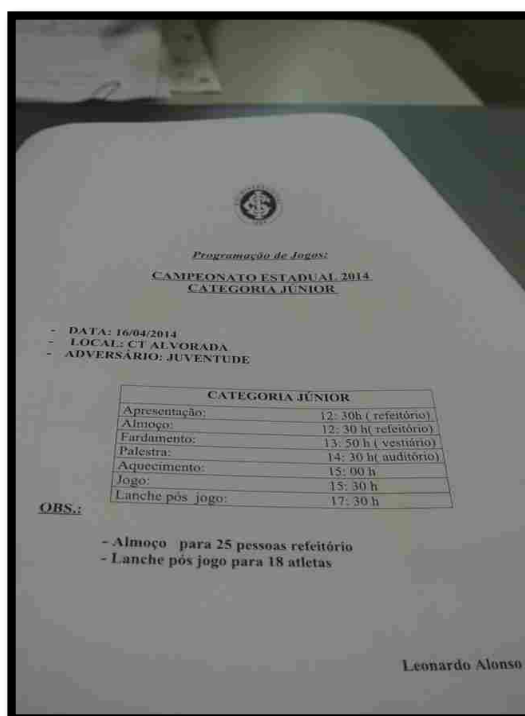 Programação de Jogos:
CAMPEONATO ESTADUAL 2014
CATEGORIA JÚNIOR
- DATA: 16/04/2014
- LOCAL: CT ALVORADA
- ADVERSÁRIO: JUVENTUDE
CATEGORIA JÚNIOR
Apresentação: 12: 30h ( refeitório)
Almoço: 12: 30 h( refeitório)
Fardamento: 13: 50 h ( vestiário)
Palestra: 14: 30 h( auditório)
Aquecimento: 15: 00 h
Jogo: 15: 30 h
Lanche pós jogo: 17: 30 h
OBS.:
- Almoço para 25 pessoas refeitório
- Lanche pós jogo para 18 atletas
Leonardo Alonso